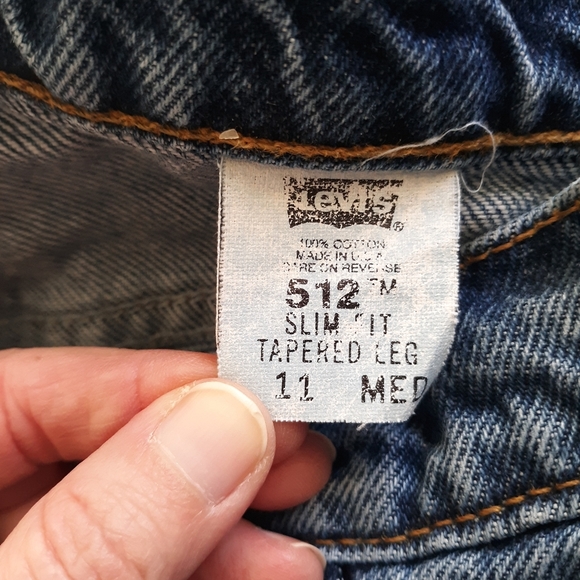 Levi's®
100% COTTON
MADE IN U.S.A
CARE ON REVERSE
512™
SLIM FIT
TAPERED LEG
11 MED